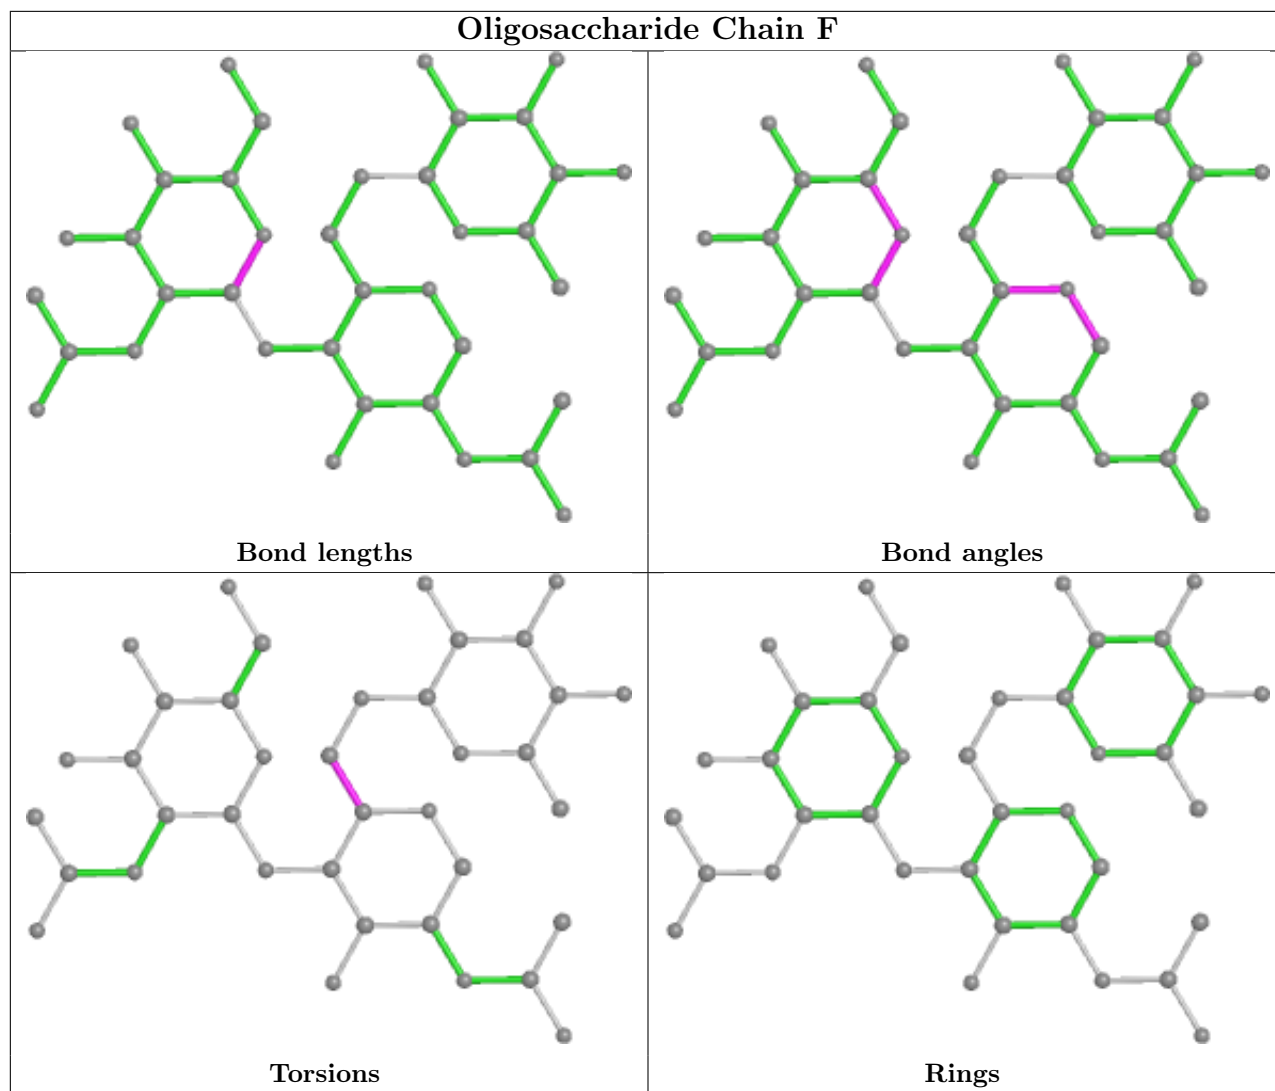 Oligosaccharide Chain F
Bond lengths
Bond angles
Torsions
Rings